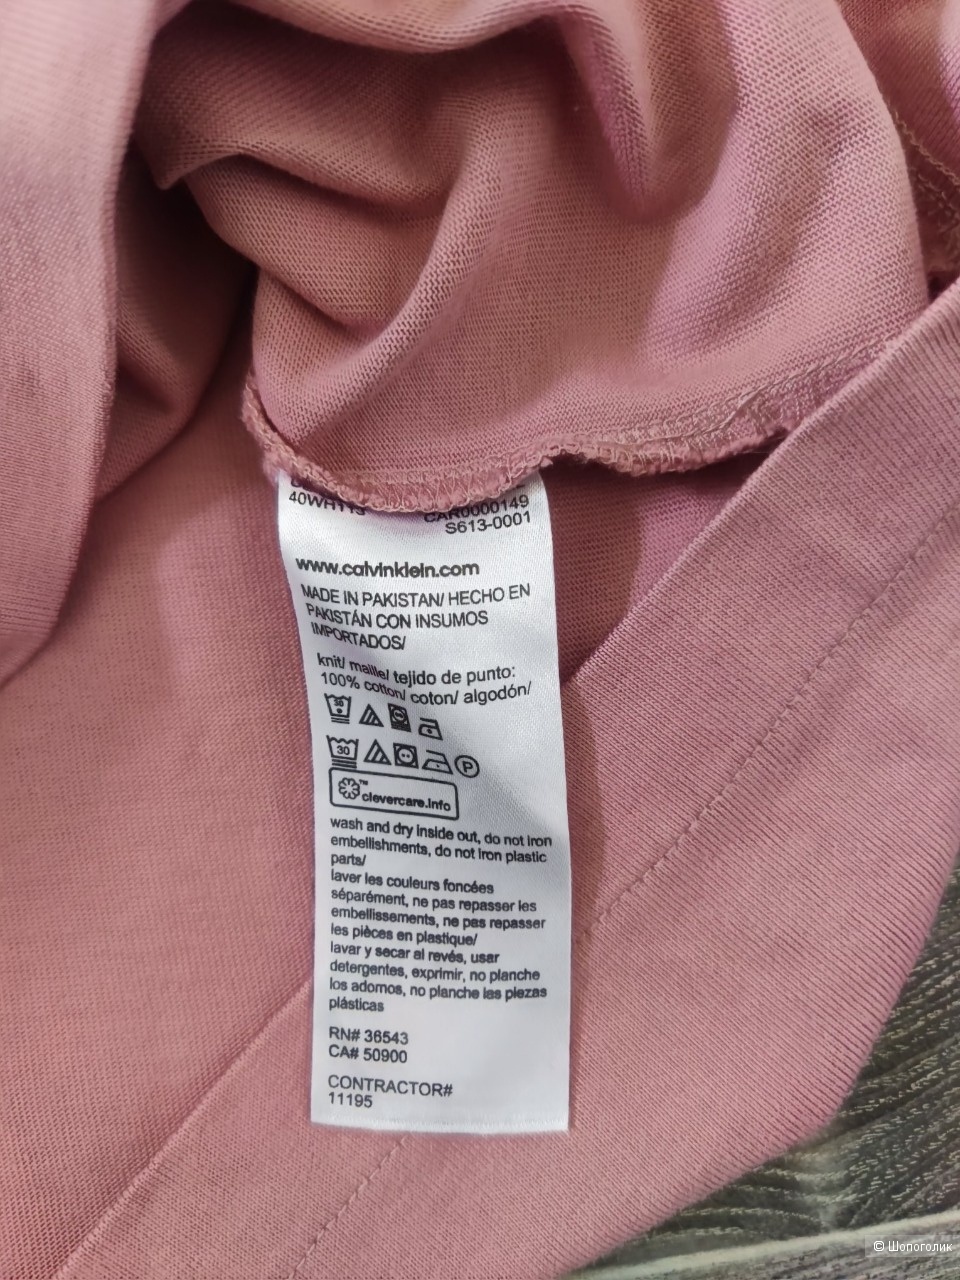 40WH113
CAR0000149
S613-0001
www.calvinklein.com
MADE IN PAKISTAN/ HECHO EN
PAKISTÁN CON INSUMOS
IMPORTADOS/
knit/ maille/ tejido de punto:
100% cotton/ coton/ algodón/
30
30 P
clevercare.info
wash and dry inside out, do not iron
embellishments, do not iron plastic
parts/
laver les couleurs foncées
séparément, ne pas repasser les
embellissements, ne pas repasser
les pièces en plastique/
lavar y secar al revés, usar
detergentes, exprimir, no planche
los adornos, no planche las piezas
plásticas
RN# 36543
CA# 50900
CONTRACTOR#
11195
© Шопоголик